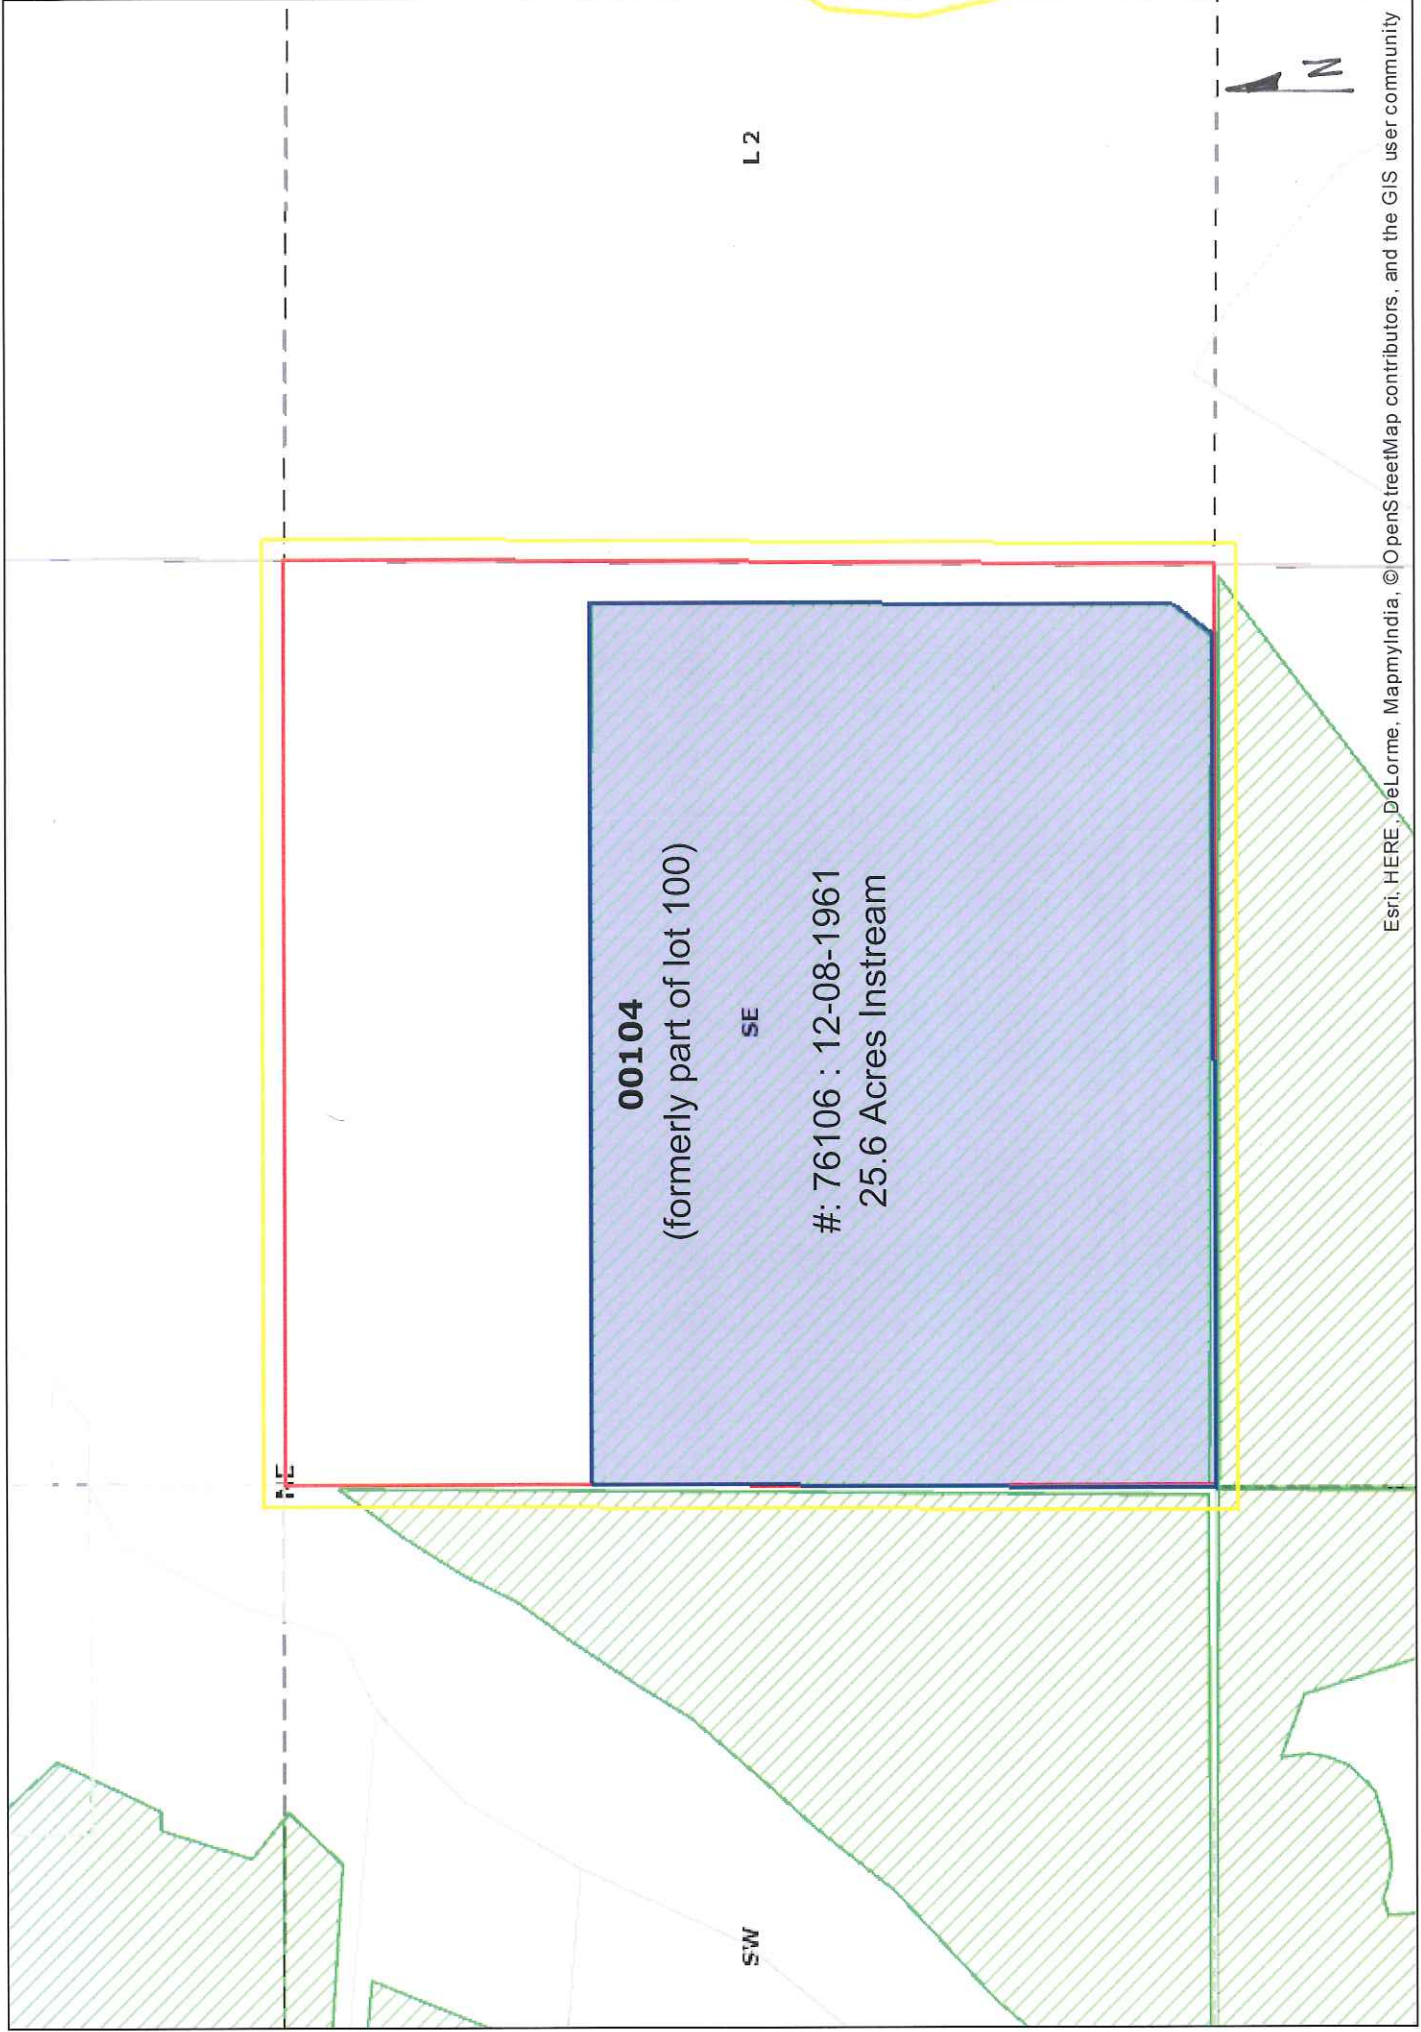 NE
00104
(formerly part of lot 100)
SE
#: 76106 : 12-08-1961
25.6 Acres Instream
SW
L 2
N
Esri, HERE, DeLorme, MapmyIndia, © OpenStreetMap contributors, and the GIS user community